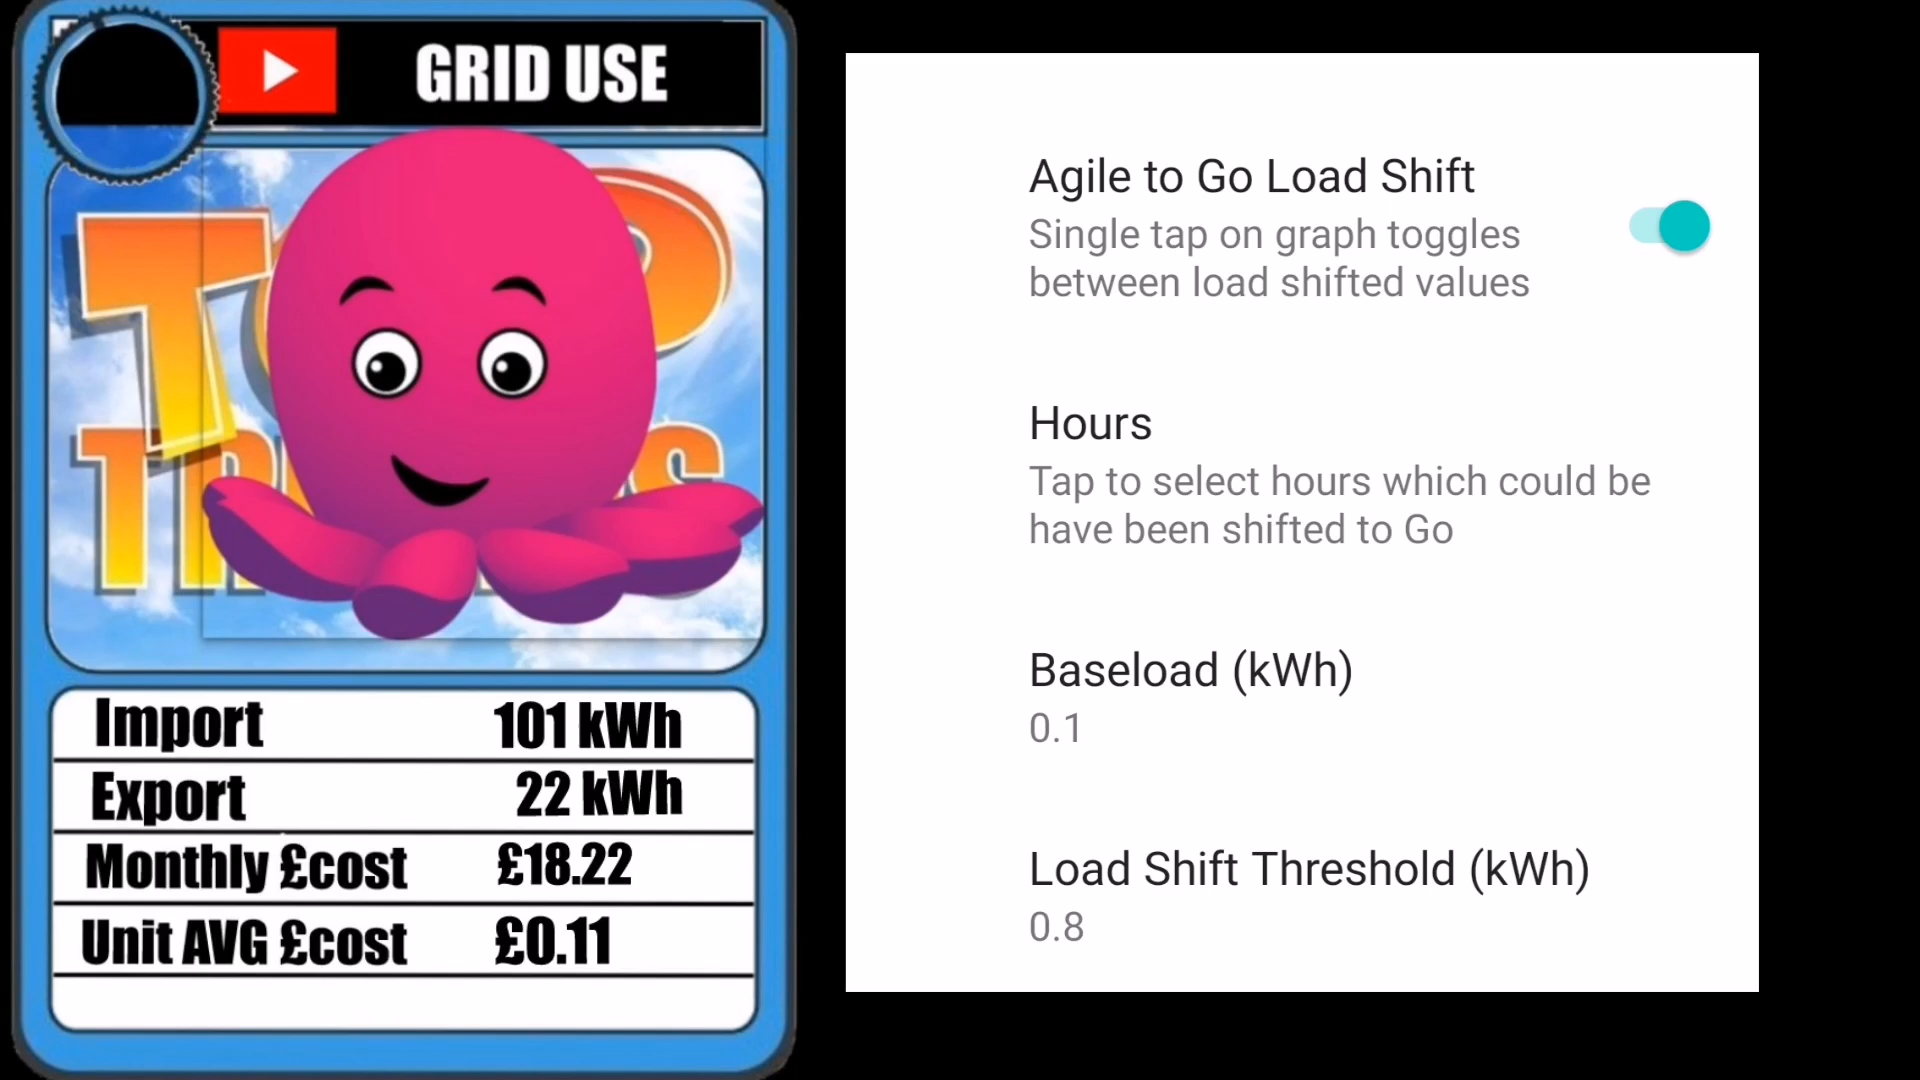 GRID USE
Import 101 kWh
Export 22 kWh
Monthly £cost £18.22
Unit AVG £cost £0.11
Agile to Go Load Shift
Single tap on graph toggles
between load shifted values
Hours
Tap to select hours which could be
have been shifted to Go
Baseload (kWh)
0.1
Load Shift Threshold (kWh)
0.8